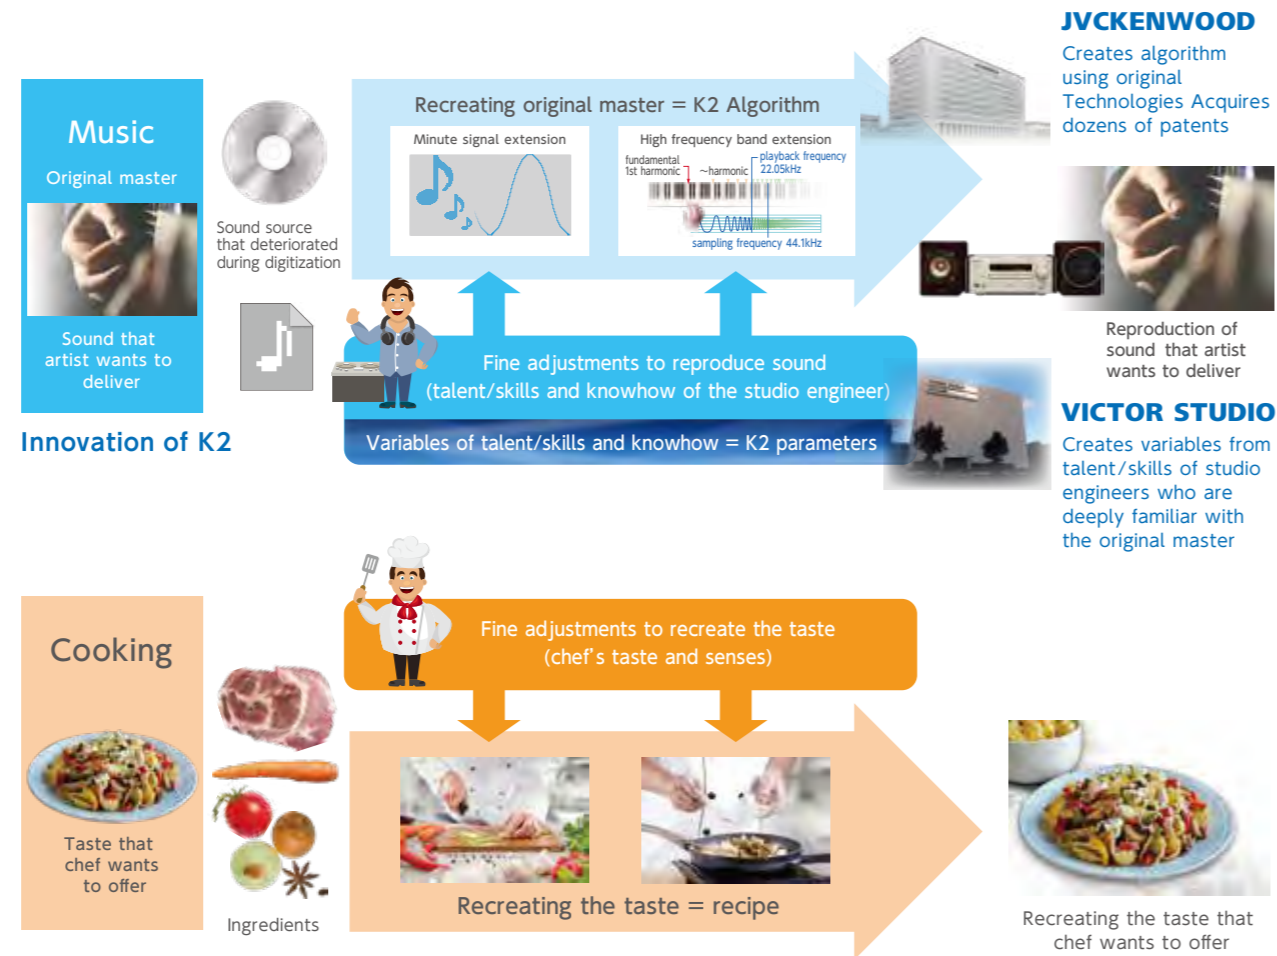 JVCKENWOOD
Creates algorithm
using original
Technologies Acquires
dozens of patents
Music
Original master
Sound that
artist wants to
deliver
Innovation of K2
Sound source
that deteriorated
during digitization
Recreating original master = K2 Algorithm
Minute signal extension
High frequency band extension
fundamental
1st harmonic
~harmonic
playback frequency
22.05kHz
sampling frequency 44.1kHz
Fine adjustments to reproduce sound
(talent/skills and knowhow of the studio engineer)
Variables of talent/skills and knowhow = K2 parameters
Reproduction of
sound that artist
wants to deliver
VICTOR STUDIO
Creates variables from
talent/skills of studio
engineers who are
deeply familiar with
the original master
Cooking
Taste that
chef wants
to offer
Ingredients
Fine adjustments to recreate the taste
(chef's taste and senses)
Recreating the taste = recipe
Recreating the taste that
chef wants to offer